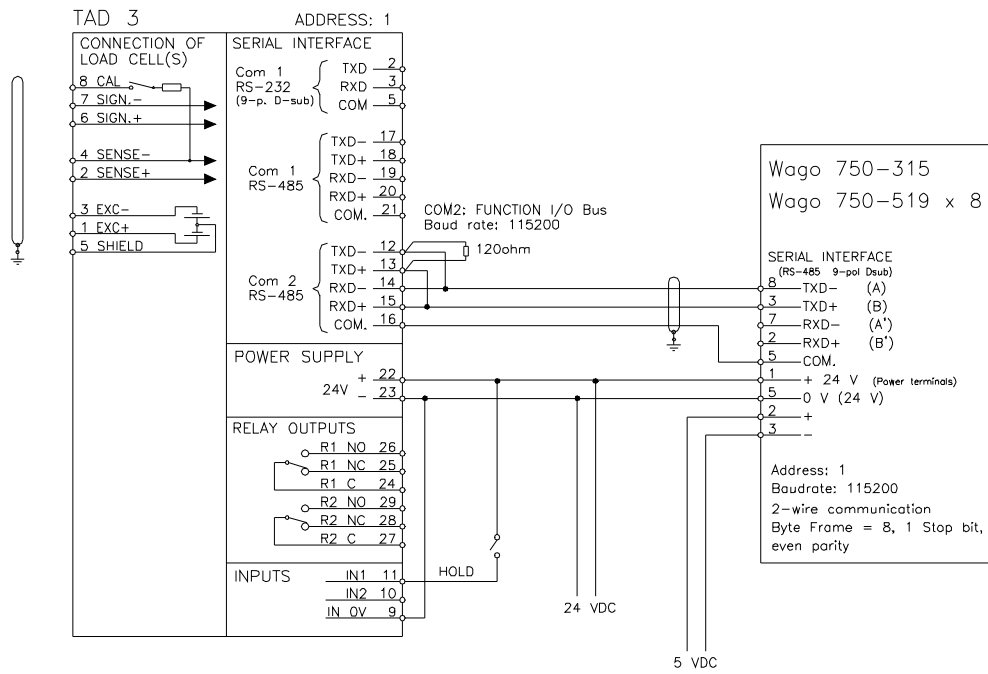 TAD 3
ADDRESS: 1
CONNECTION OF
LOAD CELL(S)
8 CAL
7 SIGN.-
6 SIGN.+
4 SENSE-
2 SENSE+
3 EXC-
1 EXC+
5 SHIELD
SERIAL INTERFACE
Com 1
RS-232
(9-p. D-sub)
TXD 2
RXD 3
COM 5
Com 1
RS-485
TXD- 17
TXD+ 18
RXD- 19
RXD+ 20
COM. 21
Com 2
RS-485
TXD- 12
TXD+ 13
RXD- 14
RXD+ 15
COM. 16
COM2: FUNCTION I/O Bus
Baud rate: 115200
120ohm
POWER SUPPLY
24V
+ 22
- 23
RELAY OUTPUTS
R1 NO 26
R1 NC 25
R1 C 24
R2 NO 29
R2 NC 28
R2 C 27
INPUTS
IN1 11
IN2 10
IN 0V 9
HOLD
24 VDC
5 VDC
Wago 750-315
Wago 750-519 x 8
SERIAL INTERFACE
(RS-485 9-pol Dsub)
8 TXD- (A)
3 TXD+ (B)
7 RXD- (A')
2 RXD+ (B')
5 COM.
1 + 24 V (Power terminals)
5 0 V (24 V)
2 +
3 -
Address: 1
Baudrate: 115200
2-wire communication
Byte Frame = 8, 1 Stop bit,
even parity